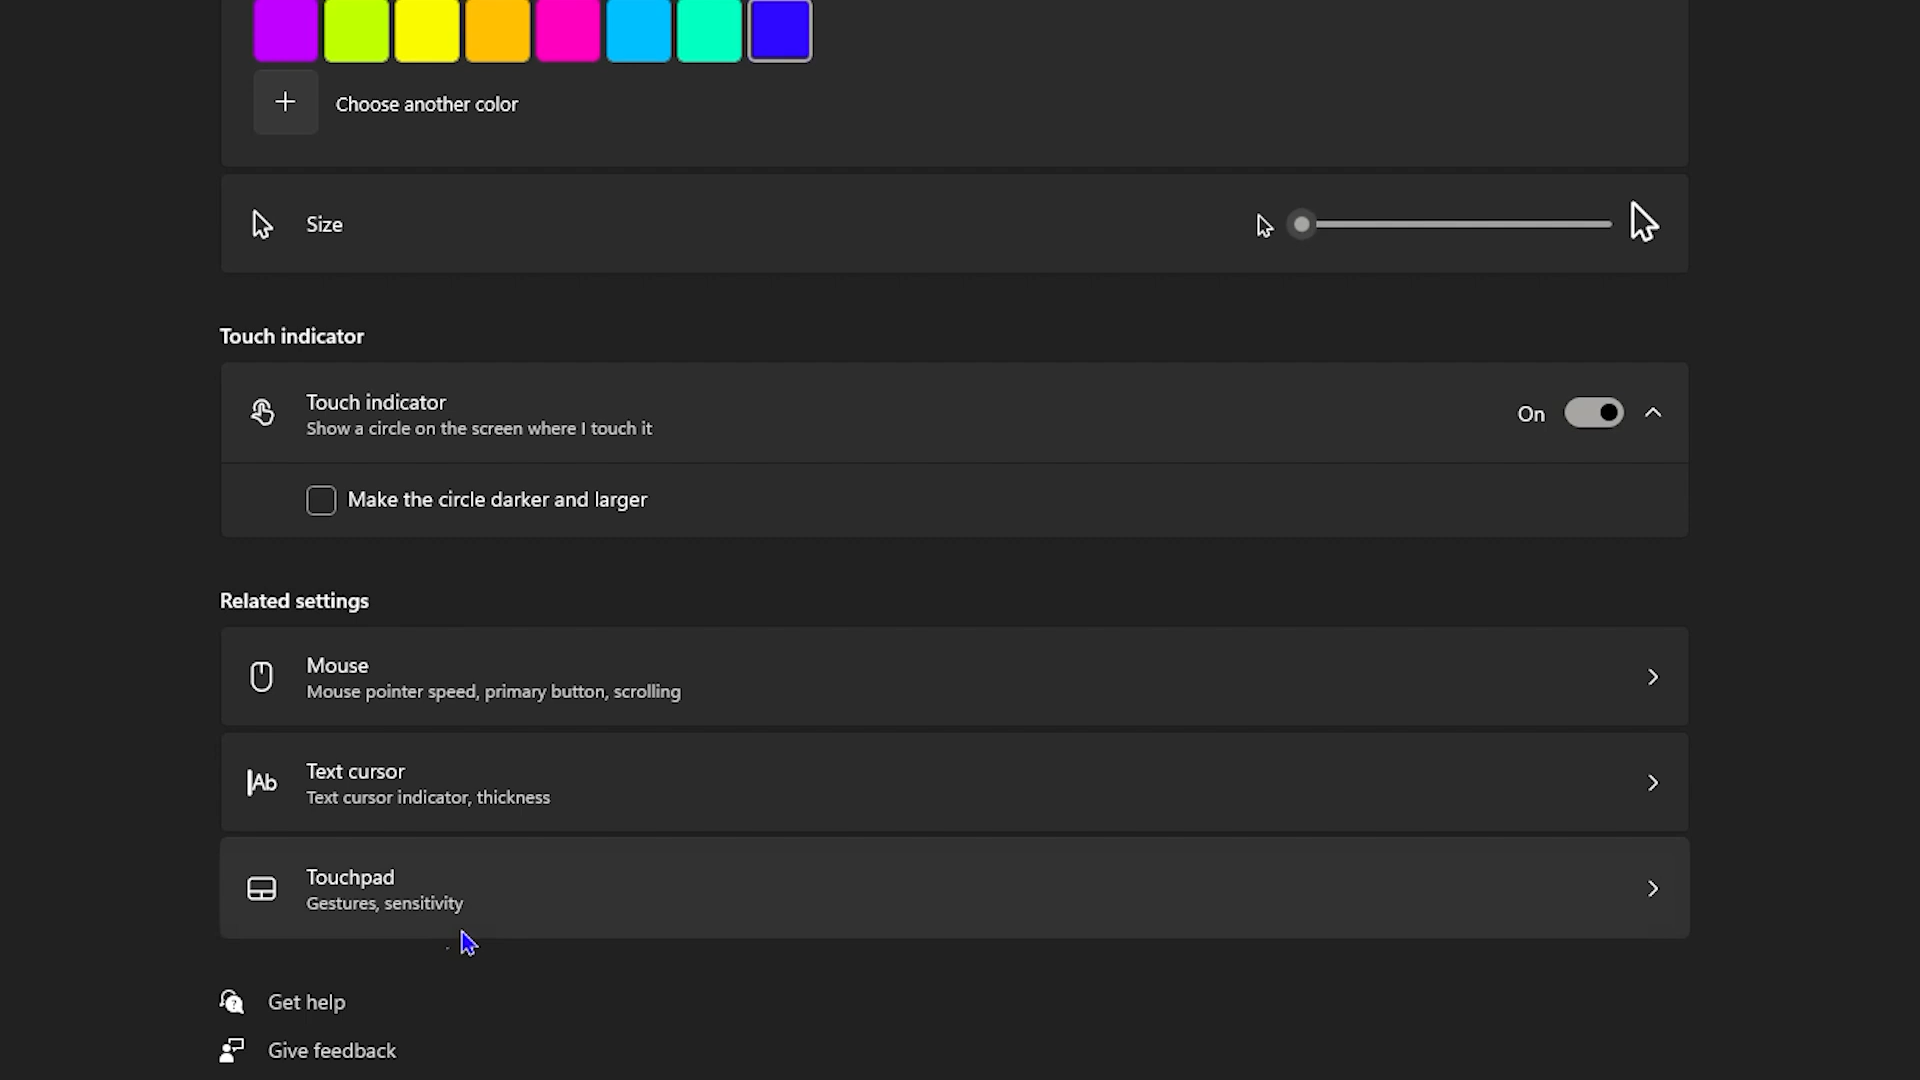 Choose another color
Size
Touch indicator
Touch indicator
Show a circle on the screen where I touch it
On
Make the circle darker and larger
Related settings
Mouse
Mouse pointer speed, primary button, scrolling
Text cursor
Text cursor indicator, thickness
Touchpad
Gestures, sensitivity
Get help
Give feedback